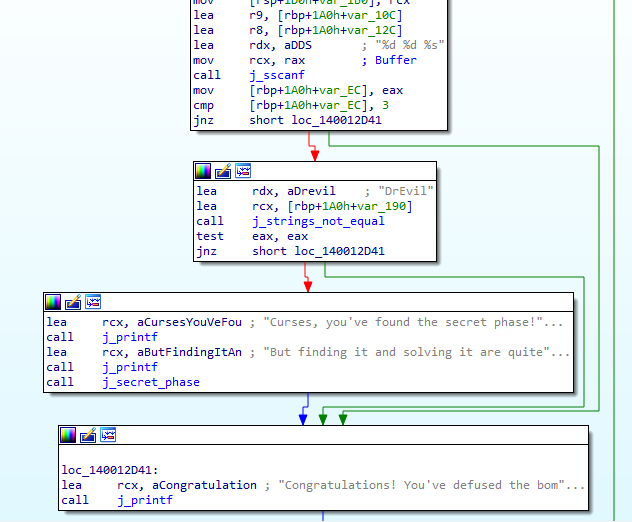 mov     [rsp+1D0h+var_1B0], rcx
lea     r9, [rbp+1A0h+var_10C]
lea     r8, [rbp+1A0h+var_12C]
lea     rdx, aDDS       ; "%d %d %s"
mov     rcx, rax        ; Buffer
call    j_sscanf
mov     [rbp+1A0h+var_EC], eax
cmp     [rbp+1A0h+var_EC], 3
jnz     short loc_140012D41
lea     rdx, aDrevil    ; "DrEvil"
lea     rcx, [rbp+1A0h+var_190]
call    j_strings_not_equal
test    eax, eax
jnz     short loc_140012D41
lea     rcx, aCursesYouVeFou ; "Curses, you've found the secret phase!"...
call    j_printf
lea     rcx, aButFindingItAn ; "But finding it and solving it are quite"...
call    j_printf
call    j_secret_phase
loc_140012D41:
lea     rcx, aCongratulation ; "Congratulations! You've defused the bom"...
call    j_printf